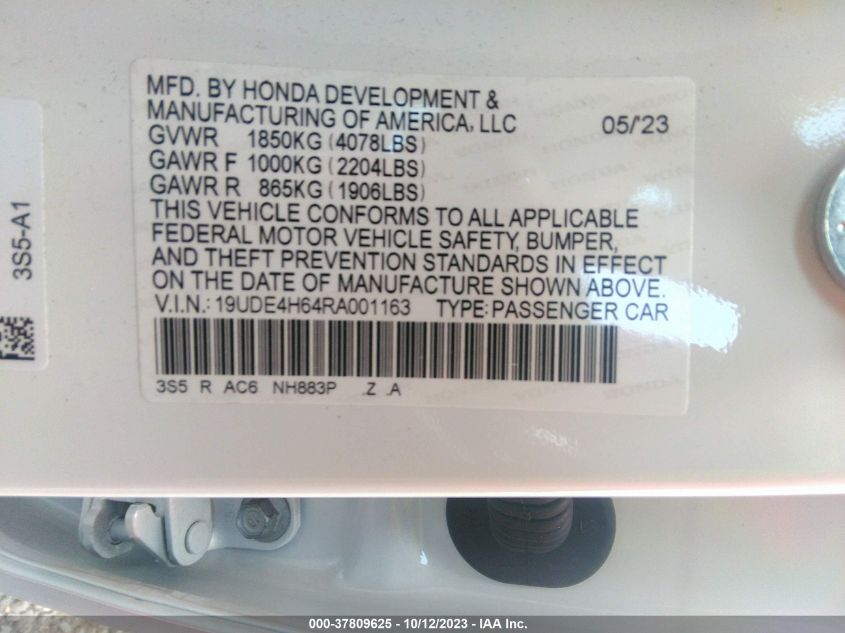 MFD. BY HONDA DEVELOPMENT &
MANUFACTURING OF AMERICA, LLC 05/'23
GVWR 1850KG (4078LBS)
GAWR F 1000KG (2204LBS)
GAWR R 865KG (1906LBS)
THIS VEHICLE CONFORMS TO ALL APPLICABLE
FEDERAL MOTOR VEHICLE SAFETY, BUMPER,
AND THEFT PREVENTION STANDARDS IN EFFECT
ON THE DATE OF MANUFACTURE SHOWN ABOVE.
V.I.N.: 19UDE4H64RA001163 TYPE: PASSENGER CAR
3S5 R AC6 NH883P .Z .A
3S5-A1
000-37809625 - 10/12/2023 - IAA Inc.